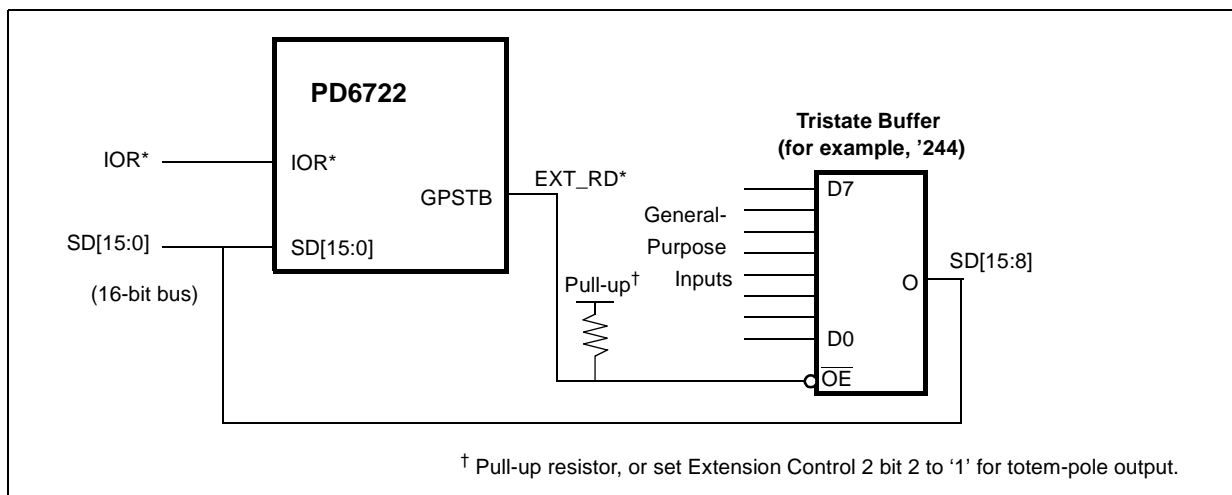 PD6722
Tristate Buffer
(for example, ’244)
IOR*
IOR*
D7
EXT_RD*
GPSTB
General-
SD[15:0]
SD[15:0]
Purpose
SD[15:8]
(16-bit bus)
Pull-up†
Inputs
O
D0
OE
† Pull-up resistor, or set Extension Control 2 bit 2 to ‘1’ for totem-pole output.